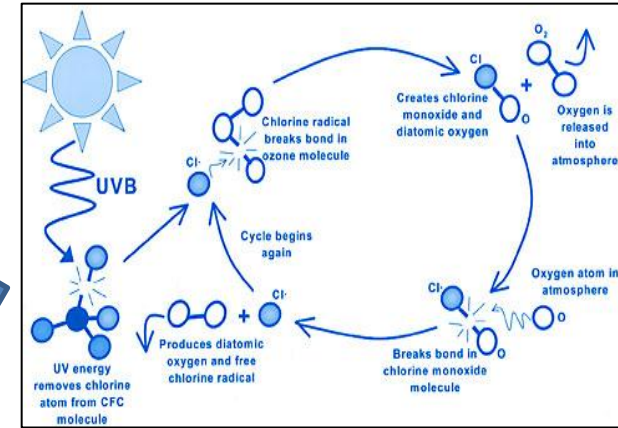 UVB
UV energy
removes chlorine
atom from CFC
molecule
Cl·
Chlorine radical
breaks bond in
ozone molecule
Cl
O
+
O₂
Creates chlorine
monoxide and
diatomic oxygen
Oxygen is
released
into
atmosphere
Oxygen atom in
atmosphere
O
Cl·
O
Breaks bond in
chlorine monoxide
molecule
+
Cl·
Produces diatomic
oxygen and free
chlorine radical
Cycle begins
again